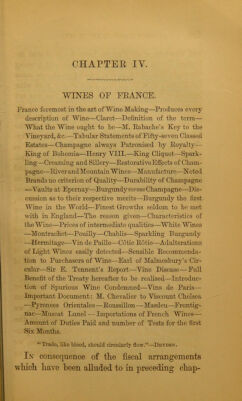 CHAPTER IV.
WINES OF FRANCE.
France foremost in the art of Wine Making—Produces every
description of Wine—Claret—Definition of the term—
What the Wine ought to be—M. Rabache's Key to the
Vineyard, &c.—Tabular Statements of Fifty-seven Classed
Estates—Champagne always Patronised by Royalty—
King of Bohemia—Henry VIII.—King Cliquot—Spark-
ling—Creaming and Sillery—Restorative Effects of Cham-
pagne—River and Mountain Wines—Manufacture—Noted
Brands no criterion of Quality—Durability of Champagne
—Vaults at Epernay—Burgundy versus Champagne—Dis-
cussion as to their respective merits—Burgundy the first
Wine in the World—Finest Growths seldom to be met
with in England—The reason given—Characteristics of
the Wine—Prices of intermediate qualities—White Wines
—Montrachet—Pouilly—Chablis—Sparkling Burgundy
—Hermitage—Vin de Paille—Côtie Rôtie—Adulterations
of Light Wines easily detected—Sensible Recommenda-
tion to Purchasers of Wine—Earl of Malmesbury's Cir-
cular—Sir E. Tennent's Report—Vine Disease—Full
Benefit of the Treaty hereafter to be realised—Introduc-
tion of Spurious Wine Condemned—Vins de Paris—
Important Document: M. Chevalier to Viscount Chelsea
—Pyrenees Orientales—Roussillon—Masdeu—Frontig-
nac—Muscat Lunel—Importations of French Wines—
Amount of Duties Paid and number of Tests for the first
Six Months.
"Trade, like blood, should circularly flow."—Dryden.
In consequence of the fiscal arrangements
which have been alluded to in preceding chap-